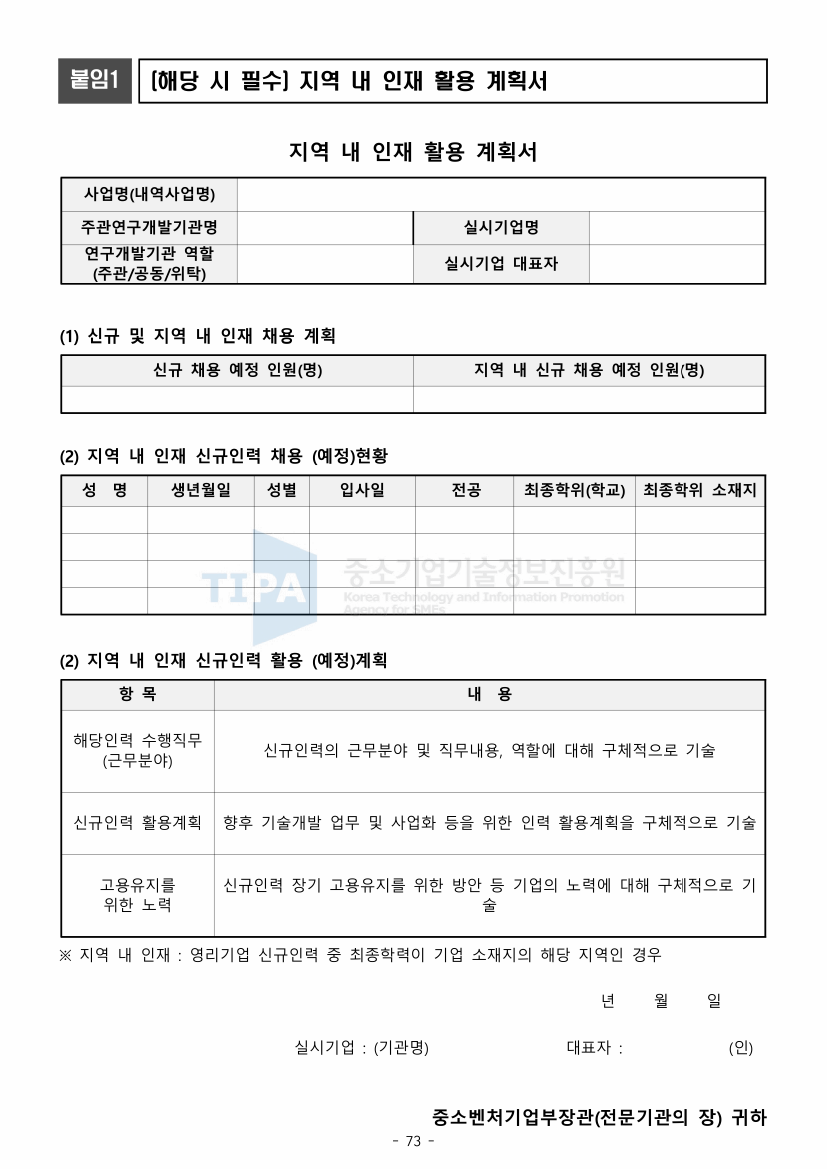 붙임1
[해당 시 필수] 지역 내 인재 활용 계획서
지역 내 인재 활용 계획서
사업명(내역사업명)
주관연구개발기관명 실시기업명
연구개발기관 역할
(주관/공동/위탁)
실시기업 대표자
(1) 신규 및 지역 내 인재 채용 계획
신규 채용 예정 인원(명) 지역 내 신규 채용 예정 인원(명)
(2) 지역 내 인재 신규인력 채용 (예정)현황
성 명 생년월일 성별 입사일 전공 최종학위(학교) 최종학위 소재지
TIPA 중소기업기술정보진흥원
Korea Technology and Information Promotion
Agency for SMEs
(2) 지역 내 인재 신규인력 활용 (예정)계획
항 목 내 용
해당인력 수행직무
(근무분야)
신규인력의 근무분야 및 직무내용, 역할에 대해 구체적으로 기술
신규인력 활용계획 향후 기술개발 업무 및 사업화 등을 위한 인력 활용계획을 구체적으로 기술
고용유지를
위한 노력
신규인력 장기 고용유지를 위한 방안 등 기업의 노력에 대해 구체적으로 기
술
※ 지역 내 인재 : 영리기업 신규인력 중 최종학력이 기업 소재지의 해당 지역인 경우
년 월 일
실시기업 : (기관명) 대표자 : (인)
중소벤처기업부장관(전문기관의 장) 귀하
- 73 -